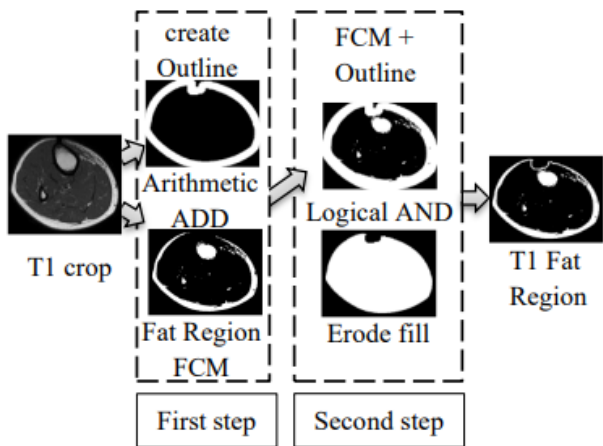 create
Outline
Arithmetic
ADD
Fat Region
FCM
FCM +
Outline
Logical AND
Erode fill
T1 crop
T1 Fat
Region
First step
Second step